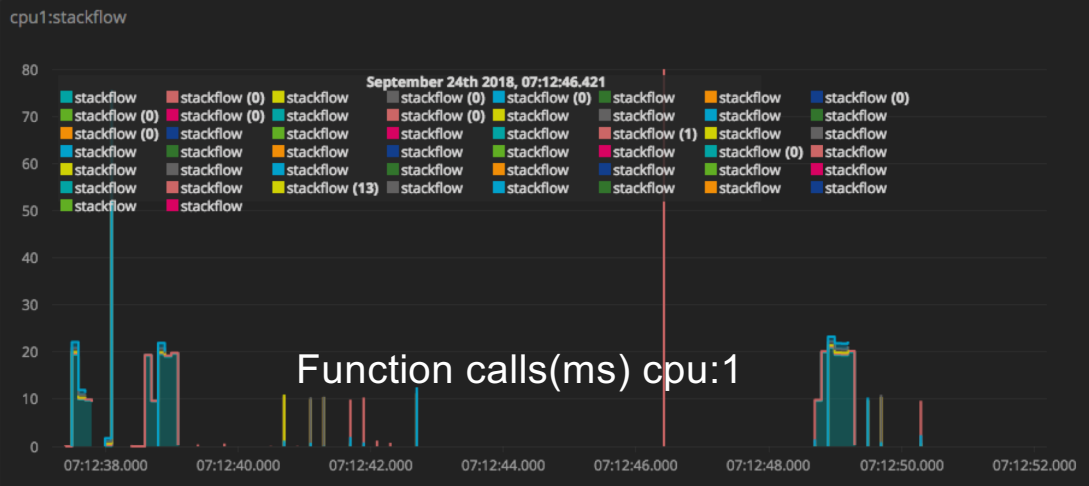 cpu1:stackflow
80
September 24th 2018, 07:12:46.421
stackflow stackflow (0) stackflow stackflow (0) stackflow (0) stackflow stackflow stackflow (0)
70
stackflow (0) stackflow (0) stackflow stackflow (0) stackflow stackflow stackflow stackflow
stackflow (0) stackflow stackflow stackflow stackflow stackflow (1) stackflow stackflow
60
stackflow stackflow stackflow stackflow stackflow stackflow stackflow (0) stackflow
stackflow stackflow stackflow stackflow stackflow stackflow stackflow stackflow
stackflow stackflow stackflow (13) stackflow stackflow stackflow stackflow stackflow
50
stackflow stackflow
40
30
20
Function calls(ms) cpu:1
10
0
07:12:38.000 07:12:40.000 07:12:42.000 07:12:44.000 07:12:46.000 07:12:48.000 07:12:50.000 07:12:52.000